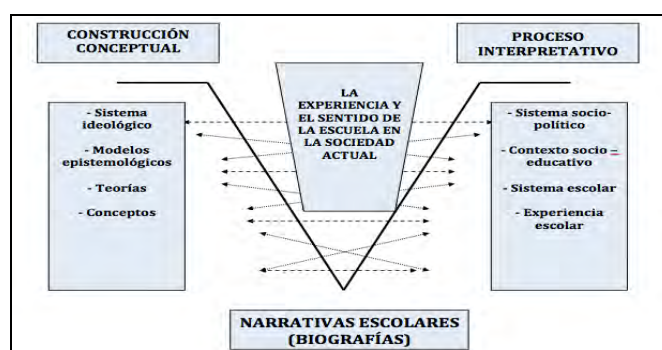 CONSTRUCCIÓN
CONCEPTUAL
PROCESO
INTERPRETATIVO
LA
EXPERIENCIA Y
EL SENTIDO DE
LA ESCUELA EN
LA SOCIEDAD
ACTUAL
- Sistema
ideológico
- Modelos
epistemológicos
- Teorías
- Conceptos
- Sistema socio-
político
- Contexto socio –
educativo
- Sistema escolar
- Experiencia
escolar
NARRATIVAS ESCOLARES
(BIOGRAFÍAS)